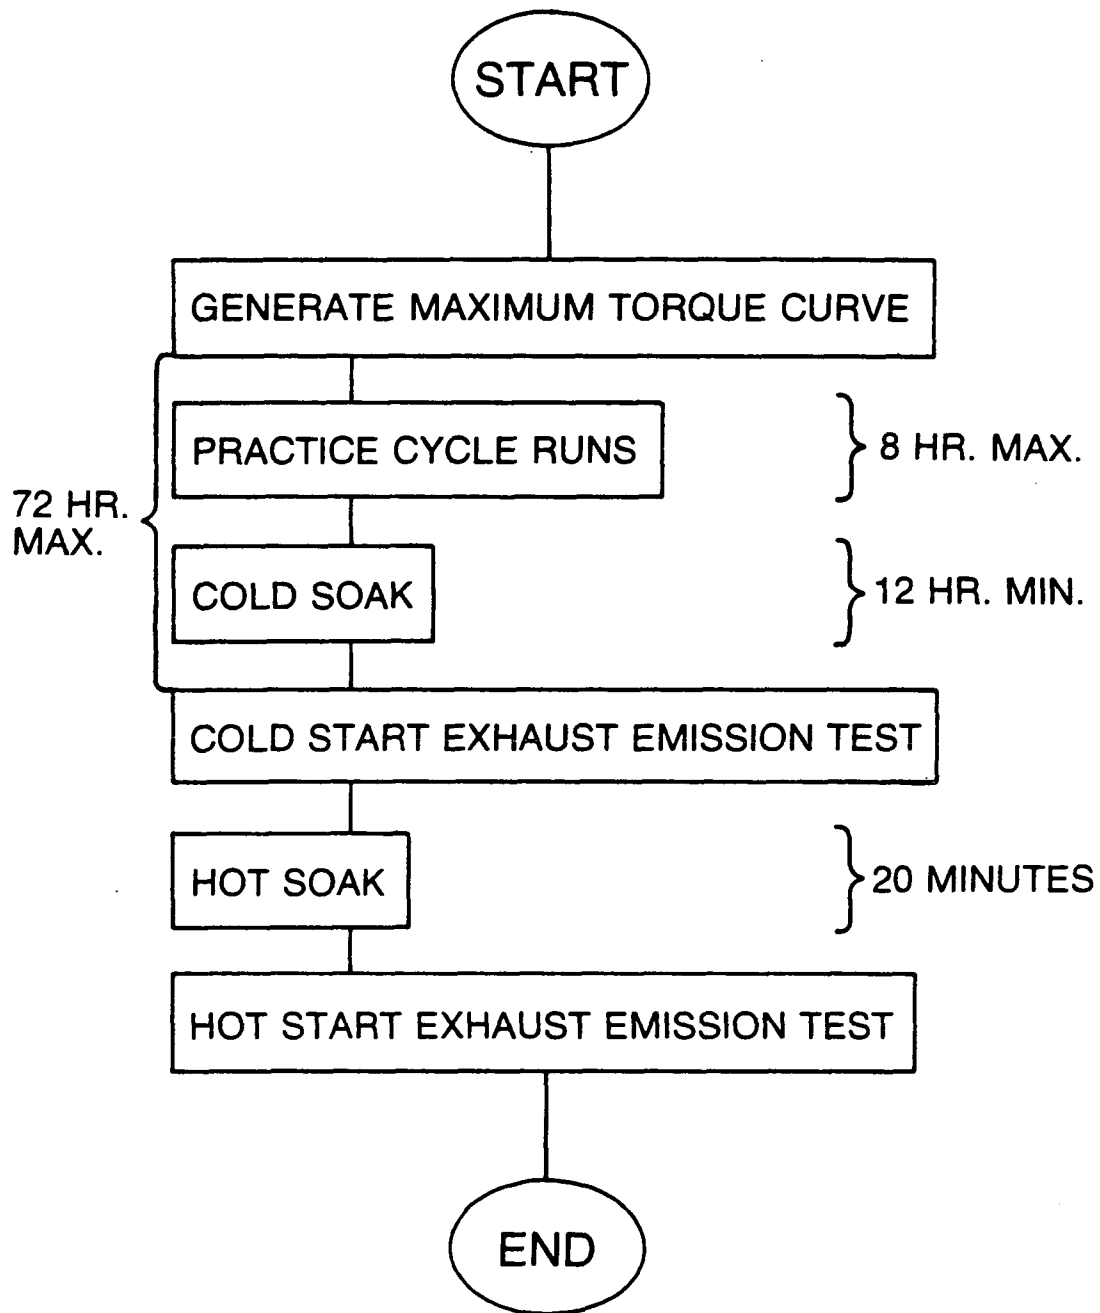 START
GENERATE MAXIMUM TORQUE CURVE
PRACTICE CYCLE RUNS
8 HR. MAX.
72 HR.
MAX.
COLD SOAK
12 HR. MIN.
COLD START EXHAUST EMISSION TEST
HOT SOAK
20 MINUTES
HOT START EXHAUST EMISSION TEST
END